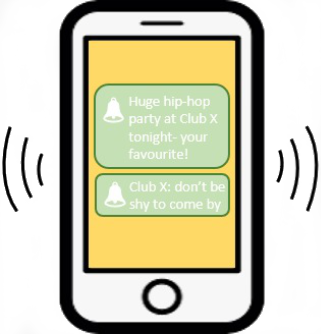 Huge hip-hop
party at Club X
tonight- your
favourite!
Club X: don't be
shy to come by